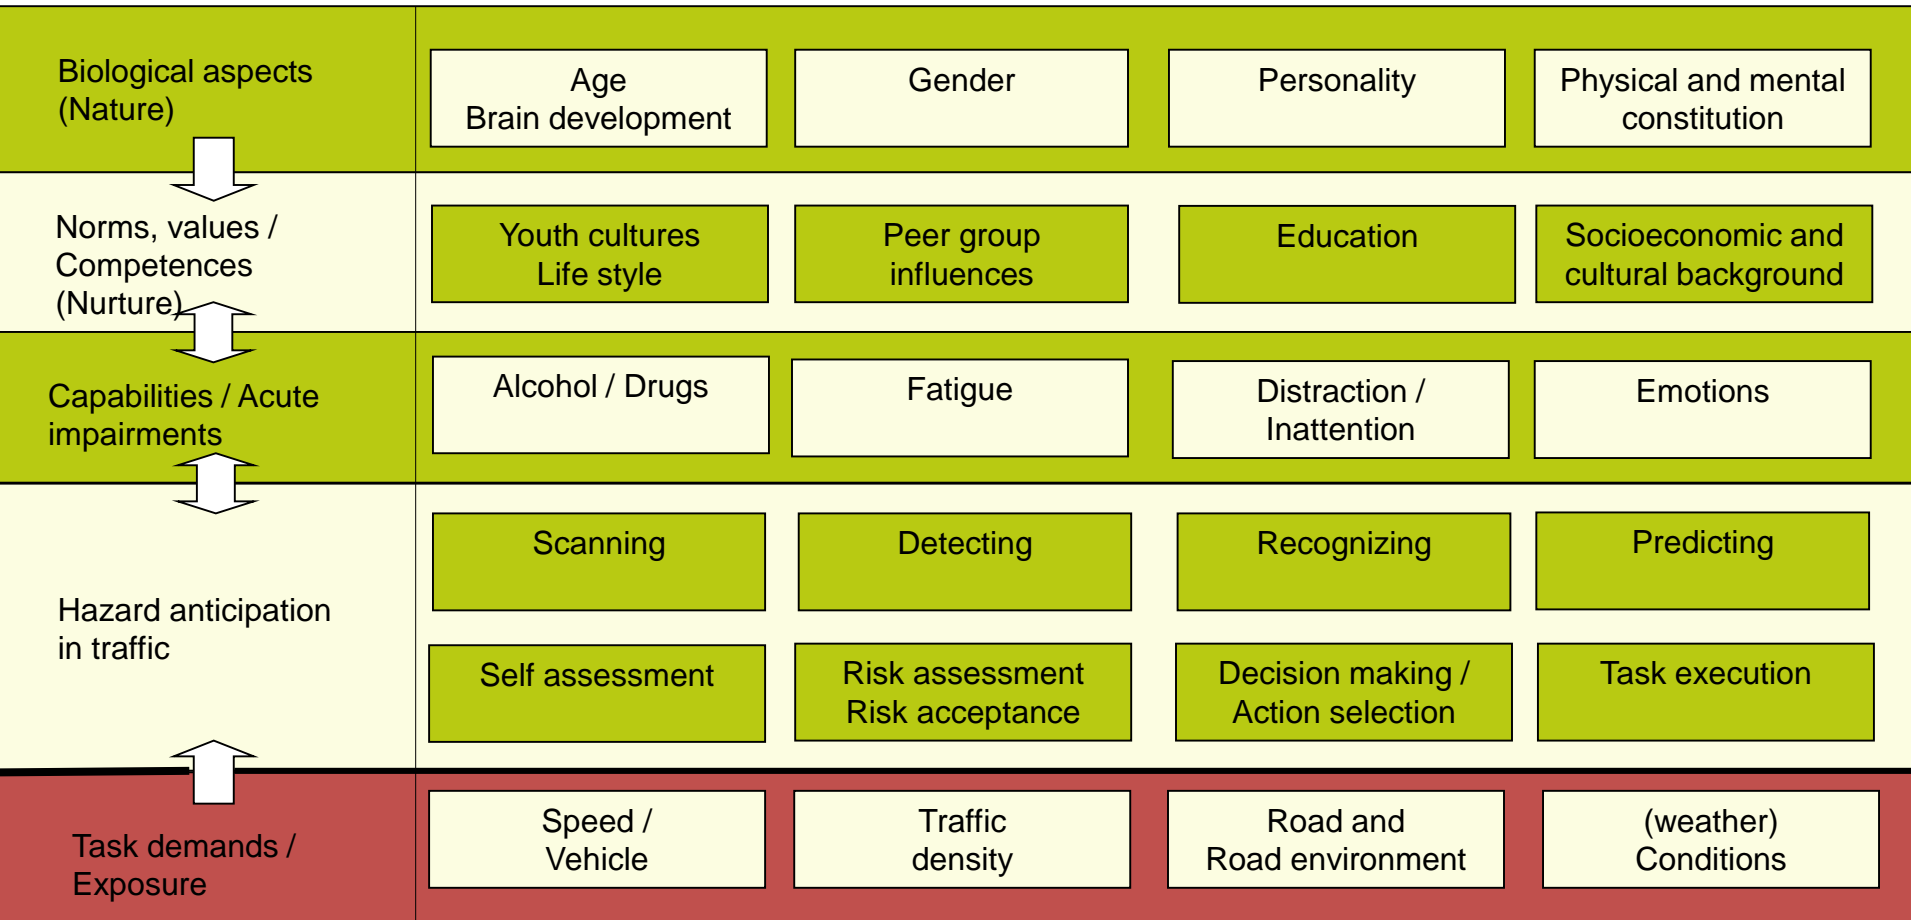 Biological aspects
(Nature)
Age
Brain development
Gender
Personality
Physical and mental
constitution
Norms, values /
Competences
(Nurture)
Youth cultures
Life style
Peer group
influences
Education
Socioeconomic and
cultural background
Capabilities / Acute
impairments
Alcohol / Drugs
Fatigue
Distraction /
Inattention
Emotions
Hazard anticipation
in traffic
Scanning
Detecting
Recognizing
Predicting
Self assessment
Risk assessment
Risk acceptance
Decision making /
Action selection
Task execution
Task demands /
Exposure
Speed /
Vehicle
Traffic
density
Road and
Road environment
(weather)
Conditions